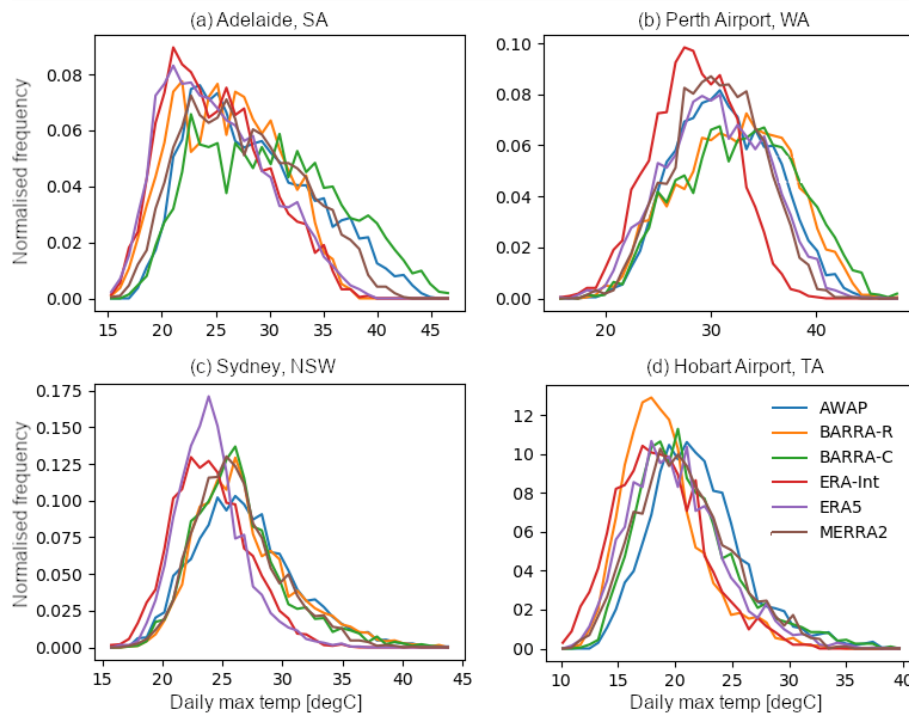 (a) Adelaide, SA
(b) Perth Airport, WA
Normalised frequency
0.08
0.06
0.04
0.02
0.00
15 20 25 30 35 40 45
0.10
0.08
0.06
0.04
0.02
0.00
20 30 40
(c) Sydney, NSW
(d) Hobart Airport, TA
Normalised frequency
0.175
0.150
0.125
0.100
0.075
0.050
0.025
0.000
15 20 25 30 35 40 45
Daily max temp [degC]
12
10
08
06
04
02
00
10 15 20 25 30 35 40
Daily max temp [degC]
AWAP
BARRA-R
BARRA-C
ERA-Int
ERA5
MERRA2